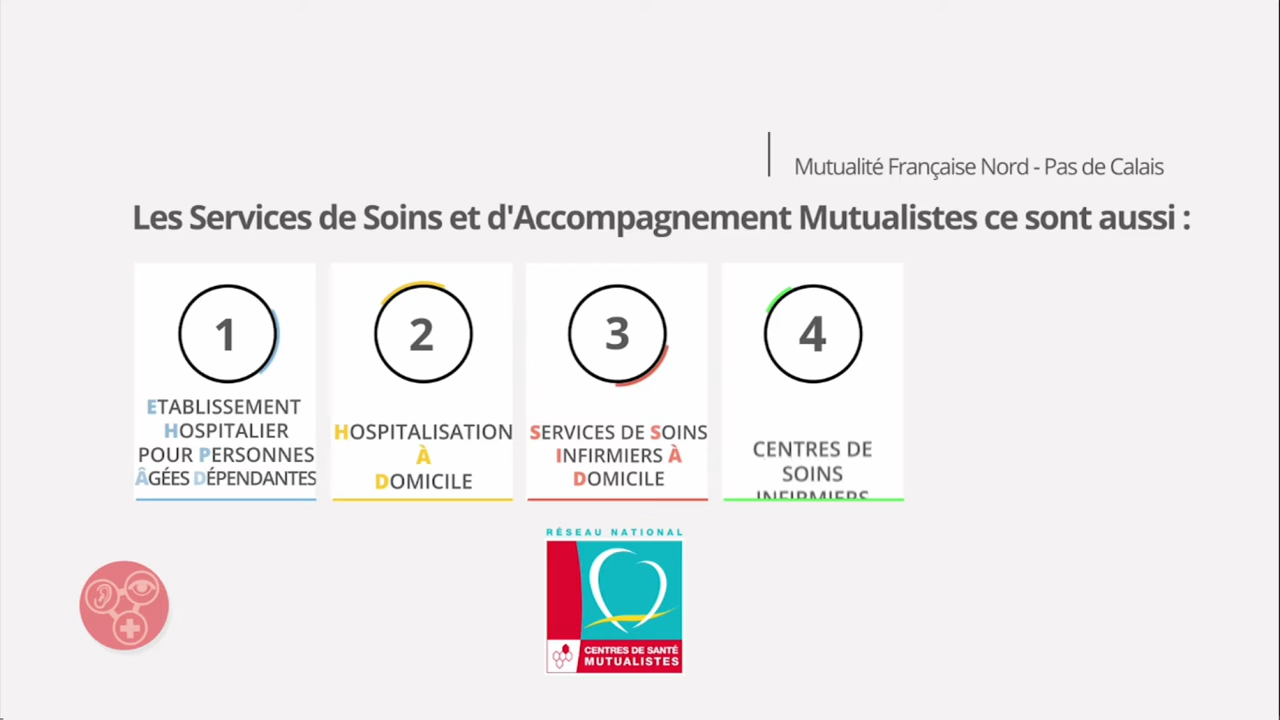 Mutualité Française Nord - Pas de Calais
Les Services de Soins et d'Accompagnement Mutualistes ce sont aussi :
1
ETABLISSEMENT
HOSPITALIER
POUR PERSONNES
ÂGÉES DÉPENDANTES
2
HOSPITALISATION
À
DOMICILE
3
SERVICES DE SOINS
INFIRMIERS À
DOMICILE
4
CENTRES DE
SOINS
INFIRMIERS
RÉSEAU NATIONAL
CENTRES DE SANTÉ
MUTUALISTES